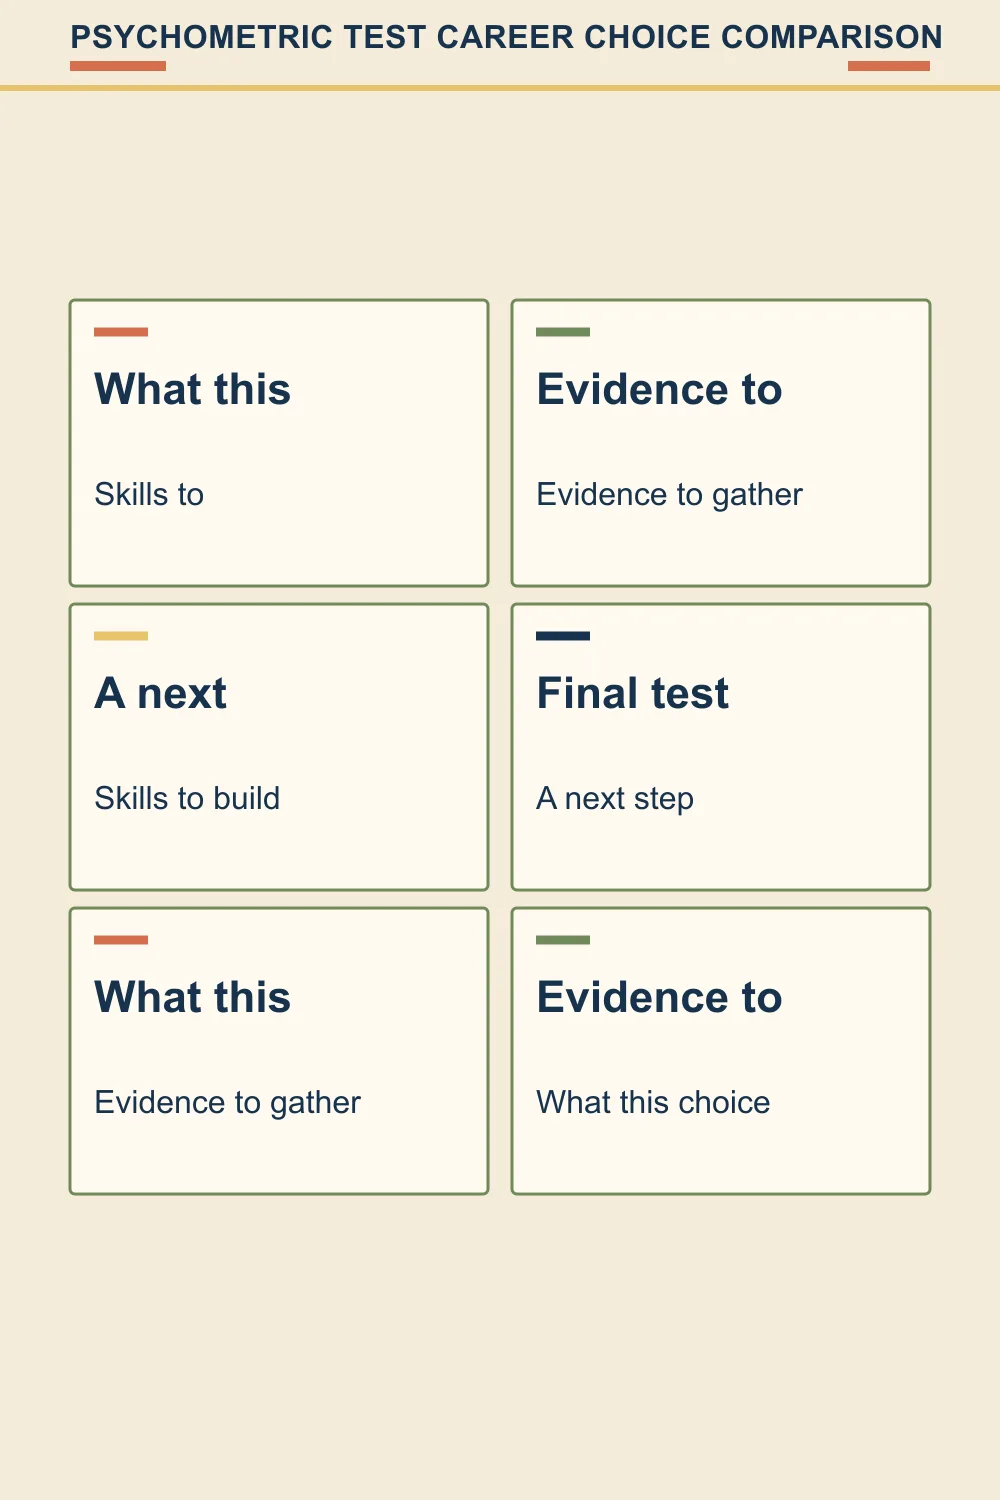 PSYCHOMETRIC TEST CAREER CHOICE COMPARISON
What this
Skills to
Evidence to
Evidence to gather
A next
Skills to build
Final test
A next step
What this
Evidence to gather
Evidence to
What this choice